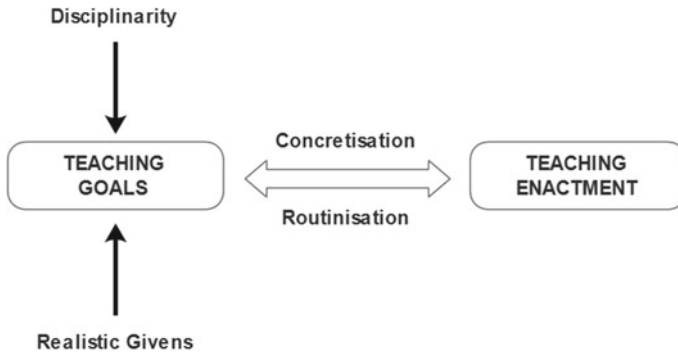 Disciplinarity
TEACHING
GOALS
Concretisation
Routinisation
TEACHING
ENACTMENT
Realistic Givens